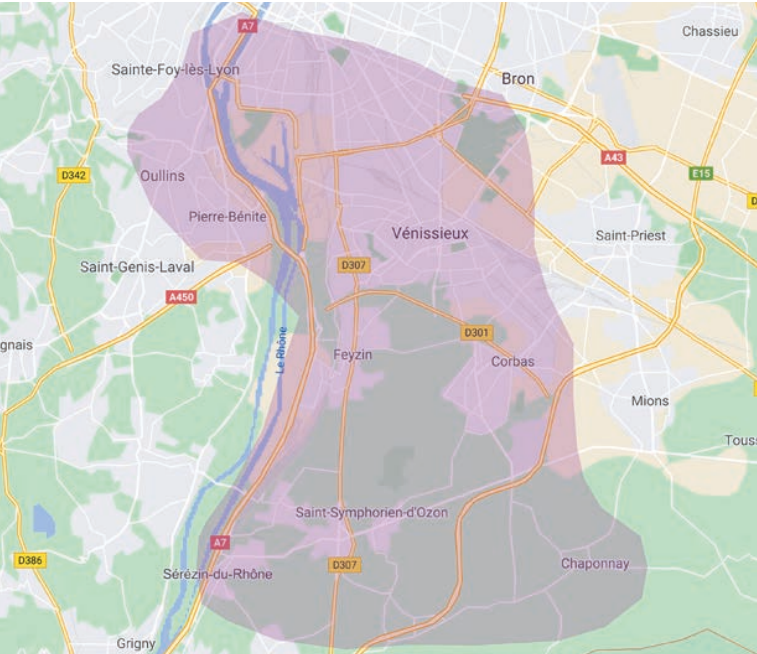 A7
Chassieu
Sainte-Foy-lès-Lyon
Bron
A43
D342
Oullins
E15
D
Pierre-Bénite
Vénissieux
Saint-Priest
Saint-Genis-Laval
D307
A450
D301
gnais
Le Rhône
Feyzin
Corbas
Mions
Touss
Saint-Symphorien-d'Ozon
A7
D386
D307
Chaponnay
Sérézin-du-Rhône
Grigny